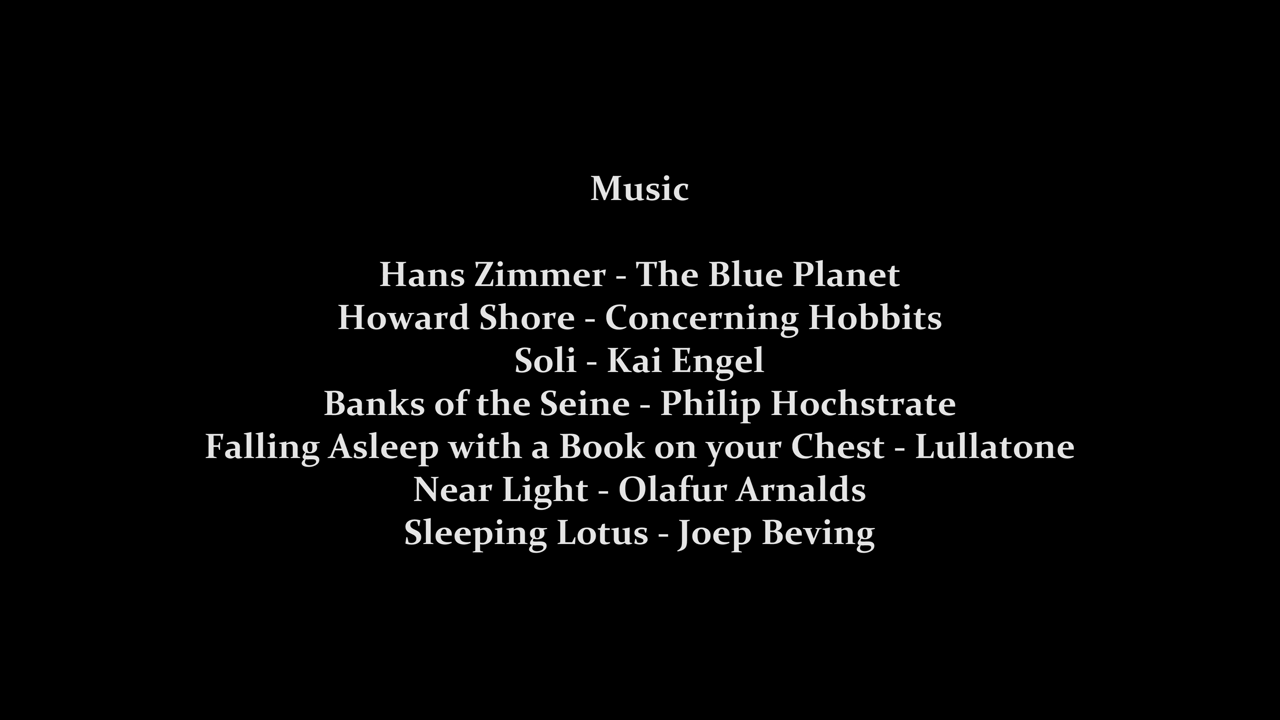 Music
Hans Zimmer - The Blue Planet
Howard Shore - Concerning Hobbits
Soli - Kai Engel
Banks of the Seine - Philip Hochstrate
Falling Asleep with a Book on your Chest - Lullatone
Near Light - Olafur Arnalds
Sleeping Lotus - Joep Beving